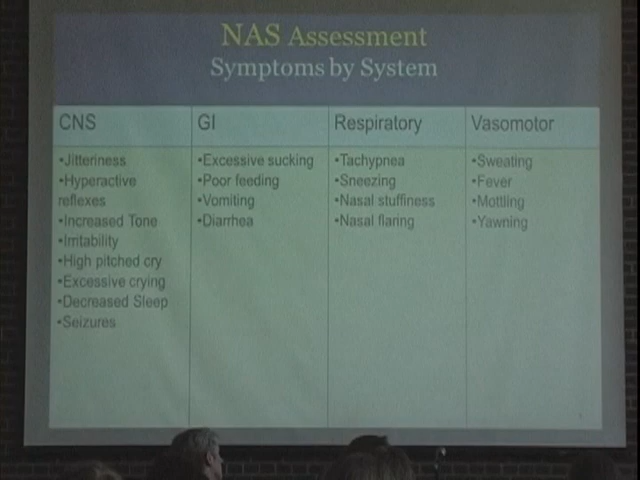 NAS Assessment
Symptoms by System
CNS
•Jitteriness
•Hyperactive
reflexes
•Increased Tone
•Irritability
•High pitched cry
•Excessive crying
•Decreased Sleep
•Seizures
GI
•Excessive sucking
•Poor feeding
•Vomiting
•Diarrhea
Respiratory
•Tachypnea
•Sneezing
•Nasal stuffiness
•Nasal flaring
Vasomotor
•Sweating
•Fever
•Mottling
•Yawning